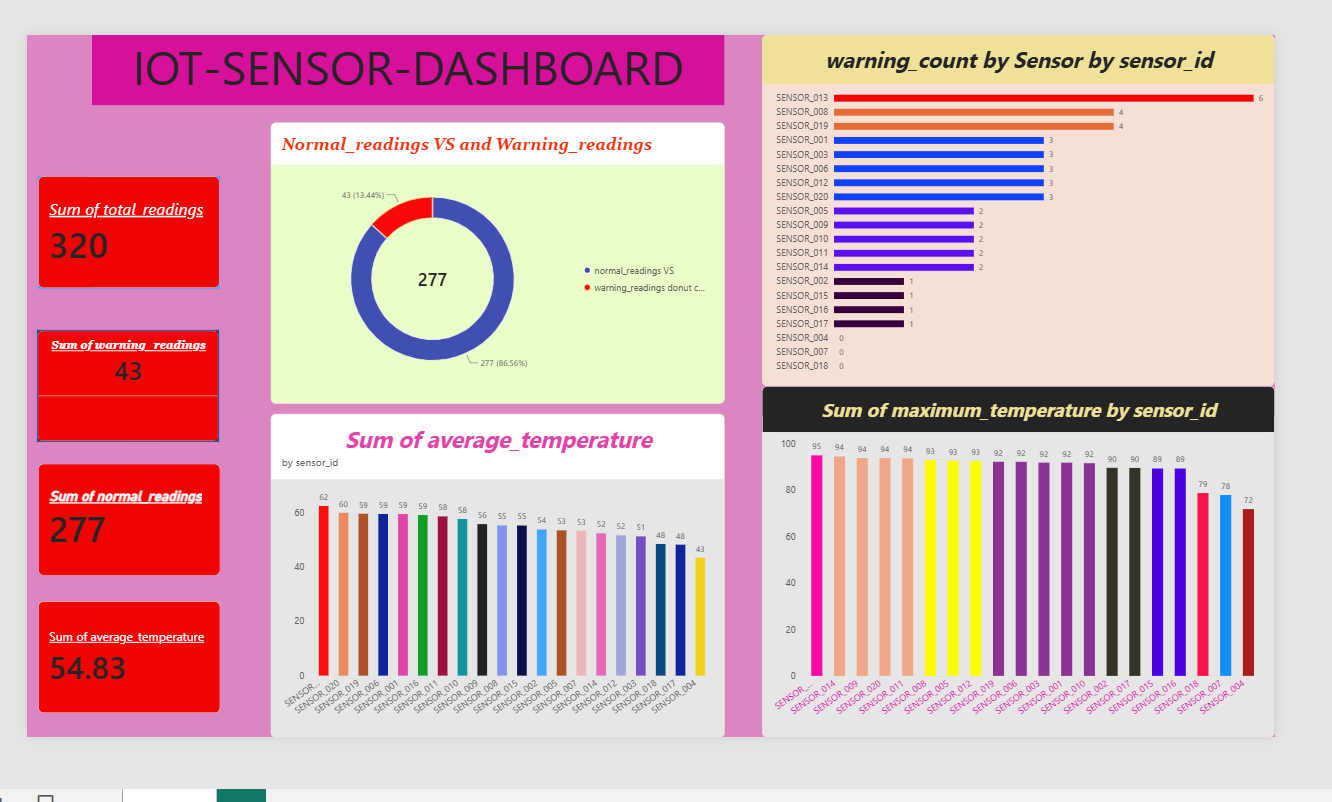 IOT-SENSOR-DASHBOARD
Sum of total_readings
320
Sum of warning_readings
43
Sum of normal_readings
277
Sum of average_temperature
54.83
Normal_readings VS and Warning_readings
43 (13.44%)
277
277 (86.56%)
normal_readings VS
warning_readings donut c...
Sum of average_temperature
by sensor_id
60
40
20
0
62
60
59
59
59
59
58
58
56
55
55
54
53
53
52
52
51
48
48
43
SENSOR_...
SENSOR_020
SENSOR_019
SENSOR_006
SENSOR_001
SENSOR_016
SENSOR_011
SENSOR_010
SENSOR_009
SENSOR_008
SENSOR_015
SENSOR_002
SENSOR_005
SENSOR_007
SENSOR_014
SENSOR_012
SENSOR_003
SENSOR_018
SENSOR_017
SENSOR_004
warning_count by Sensor by sensor_id
SENSOR_013 6
SENSOR_008 4
SENSOR_019 4
SENSOR_001 3
SENSOR_003 3
SENSOR_006 3
SENSOR_012 3
SENSOR_020 3
SENSOR_005 2
SENSOR_009 2
SENSOR_010 2
SENSOR_011 2
SENSOR_014 2
SENSOR_002 1
SENSOR_015 1
SENSOR_016 1
SENSOR_017 1
SENSOR_004 0
SENSOR_007 0
SENSOR_018 0
Sum of maximum_temperature by sensor_id
100
80
60
40
20
0
95
94
94
94
94
93
93
93
92
92
92
92
92
90
90
89
89
79
78
72
SENSOR_...
SENSOR_014
SENSOR_009
SENSOR_020
SENSOR_011
SENSOR_008
SENSOR_005
SENSOR_012
SENSOR_019
SENSOR_006
SENSOR_003
SENSOR_001
SENSOR_010
SENSOR_002
SENSOR_017
SENSOR_015
SENSOR_016
SENSOR_018
SENSOR_007
SENSOR_004